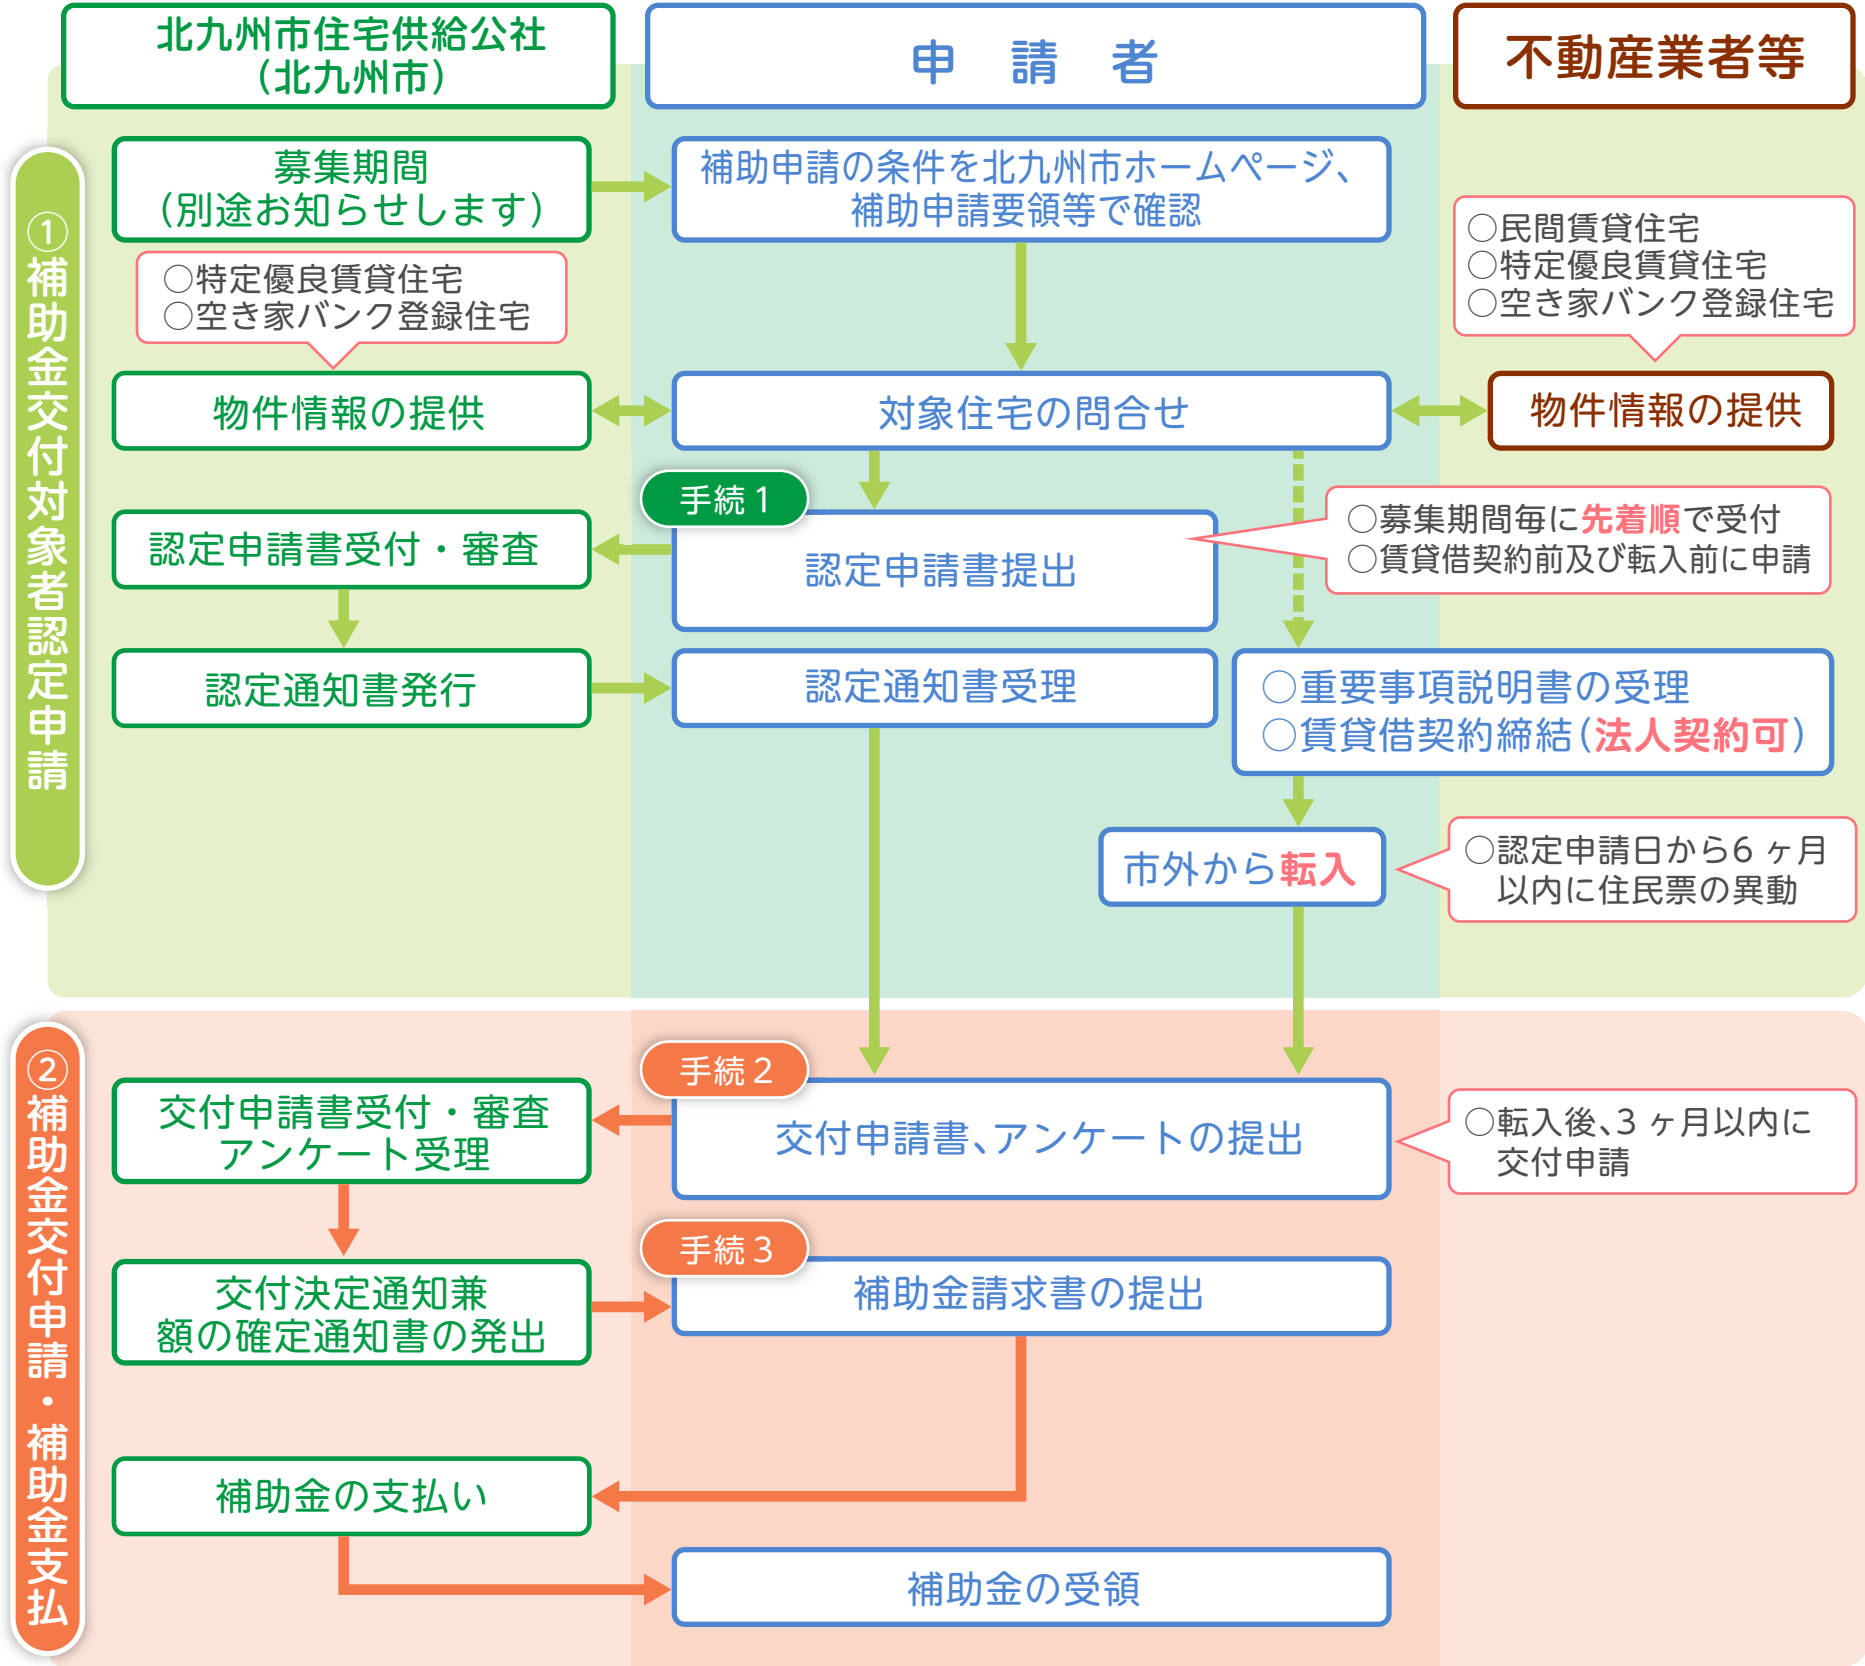 北九州市住宅供給公社
（北九州市）
申　請　者
不動産業者等
①補助金交付対象者認定申請
募集期間
（別途お知らせします）
補助申請の条件を北九州市ホームページ、
補助申請要領等で確認
○特定優良賃貸住宅
○空き家バンク登録住宅
○民間賃貸住宅
○特定優良賃貸住宅
○空き家バンク登録住宅
物件情報の提供
対象住宅の問合せ
物件情報の提供
手続1
認定申請書受付・審査
認定申請書提出
○募集期間毎に先着順で受付
○賃貸借契約前及び転入前に申請
認定通知書発行
認定通知書受理
○重要事項説明書の受理
○賃貸借契約締結（法人契約可）
市外から転入
○認定申請日から6ヶ月
以内に住民票の異動
②補助金交付申請・補助金支払
手続2
交付申請書受付・審査
アンケート受理
交付申請書、アンケートの提出
○転入後、3ヶ月以内に
交付申請
手続3
交付決定通知兼
額の確定通知書の発出
補助金請求書の提出
補助金の支払い
補助金の受領